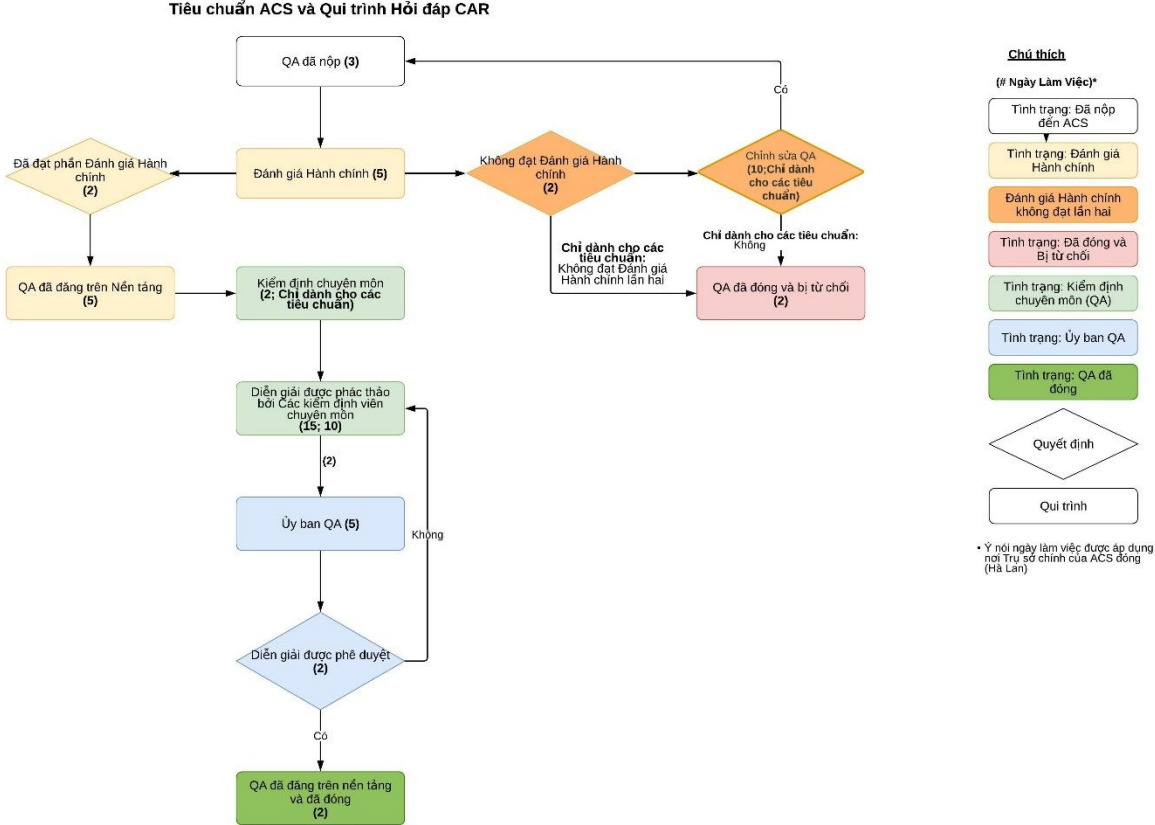 Tiêu chuẩn ACS và Qui trình Hỏi đáp CAR
QA đã nộp (3)
Có
Đã đạt phần Đánh giá Hành
chính
(2)
Đánh giá Hành chính (5)
Không đạt Đánh giá Hành
chính
(2)
Chỉnh sửa QA
(10;Chỉ dành
cho các tiêu
chuẩn)
Chỉ dành cho các
tiêu chuẩn:
Không đạt Đánh giá
Hành chính lần hai
Chỉ dành cho các tiêu chuẩn:
Không
QA đã đăng trên Nền tảng
(5)
Kiểm định chuyên môn
(2; Chỉ dành cho các
tiêu chuẩn)
QA đã đóng và bị từ chối
(2)
Diễn giải được phác thảo
bởi Các kiểm định viên
chuyên môn
(15; 10)
(2)
Ủy ban QA (5)
Không
Diễn giải được phê duyệt
(2)
Có
QA đã đăng trên nền tảng
và đã đóng
(2)
Chú thích
(# Ngày Làm Việc)*
Tình trạng: Đã nộp
đến ACS
Tình trạng: Đánh giá
Hành chính
Đánh giá Hành chính
không đạt lần hai
Tình trạng: Đã đóng và
Bị từ chối
Tình trạng: Kiểm định
chuyên môn (QA)
Tình trạng: Ủy ban QA
Tình trạng: QA đã
đóng
Quyết định
Qui trình
• Ý nói ngày làm việc được áp dụng
nơi Trụ sở chính của ACS đóng
(Hà Lan)